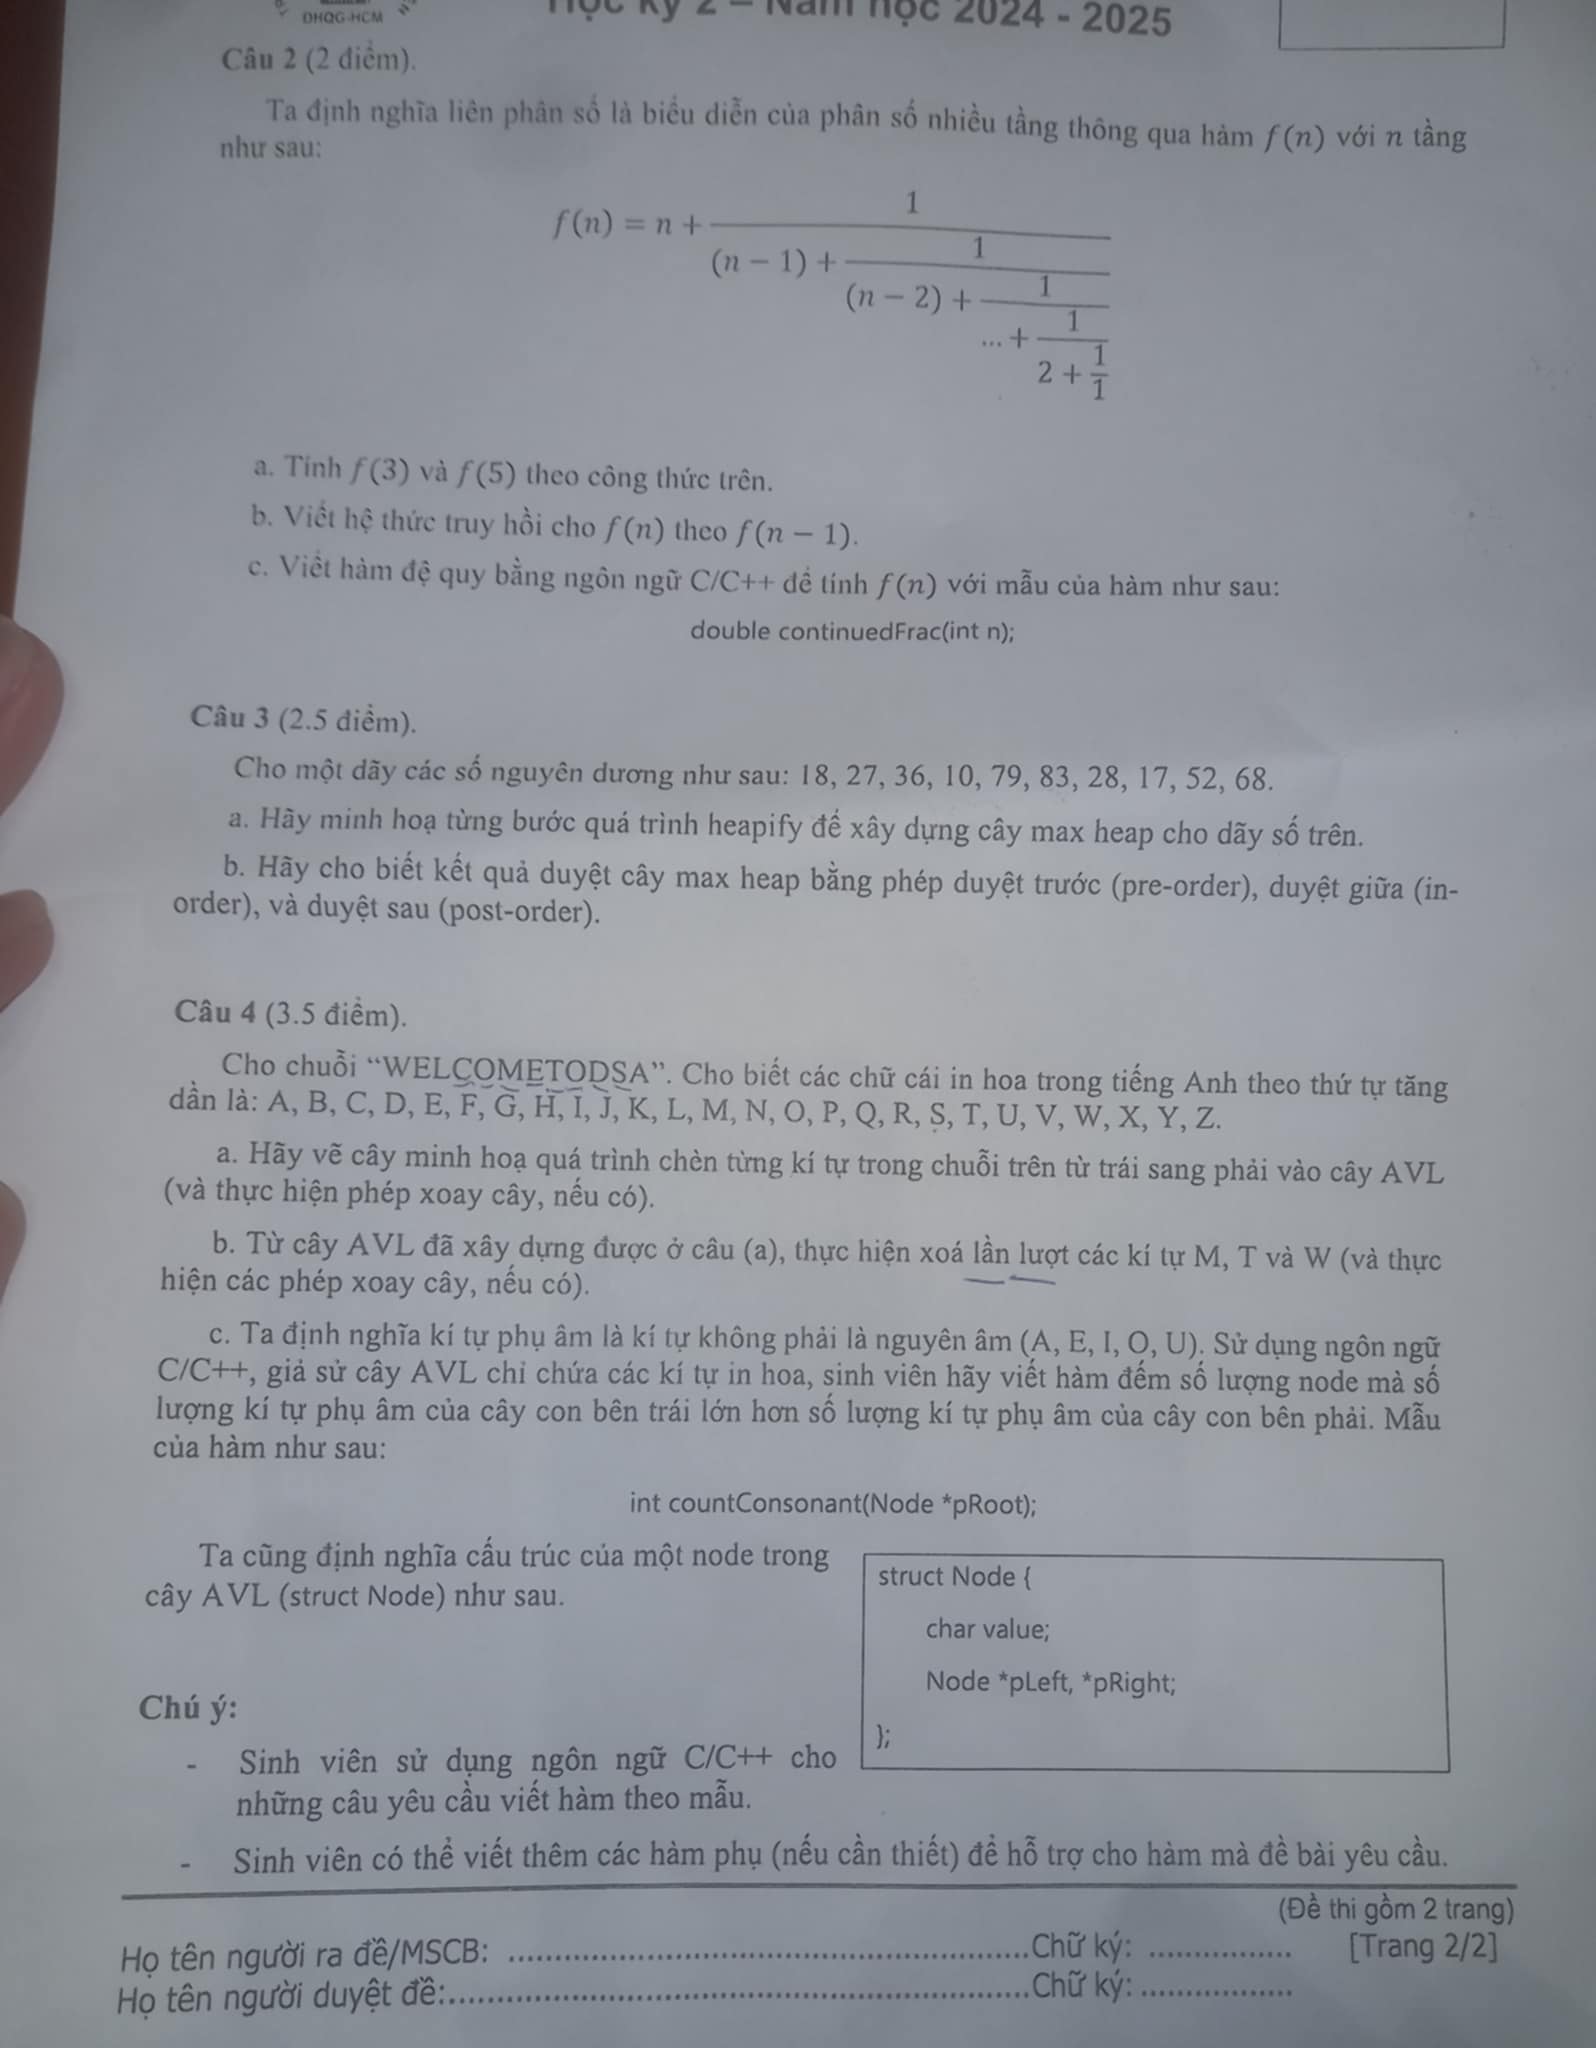 ĐHQG-HCM
Học kỳ 2 – Năm học 2024 - 2025
Câu 2 (2 điểm).
Ta định nghĩa liên phân số là biểu diễn của phân số nhiều tầng thông qua hàm f(n) với n tầng
như sau:
f(n) = n + 1
(n − 1) + 1
(n − 2) + 1
... + 1
2 + 1/1
a. Tính f(3) và f(5) theo công thức trên.
b. Viết hệ thức truy hồi cho f(n) theo f(n − 1).
c. Viết hàm đệ quy bằng ngôn ngữ C/C++ để tính f(n) với mẫu của hàm như sau:
double continuedFrac(int n);
Câu 3 (2.5 điểm).
Cho một dãy các số nguyên dương như sau: 18, 27, 36, 10, 79, 83, 28, 17, 52, 68.
a. Hãy minh hoạ từng bước quá trình heapify để xây dựng cây max heap cho dãy số trên.
b. Hãy cho biết kết quả duyệt cây max heap bằng phép duyệt trước (pre-order), duyệt giữa (in-
order), và duyệt sau (post-order).
Câu 4 (3.5 điểm).
Cho chuỗi “WELCOMETODSA”. Cho biết các chữ cái in hoa trong tiếng Anh theo thứ tự tăng
dần là: A, B, C, D, E, F, G, H, I, J, K, L, M, N, O, P, Q, R, S, T, U, V, W, X, Y, Z.
a. Hãy vẽ cây minh hoạ quá trình chèn từng kí tự trong chuỗi trên từ trái sang phải vào cây AVL
(và thực hiện phép xoay cây, nếu có).
b. Từ cây AVL đã xây dựng được ở câu (a), thực hiện xoá lần lượt các kí tự M, T và W (và thực
hiện các phép xoay cây, nếu có).
c. Ta định nghĩa kí tự phụ âm là kí tự không phải là nguyên âm (A, E, I, O, U). Sử dụng ngôn ngữ
C/C++, giả sử cây AVL chỉ chứa các kí tự in hoa, sinh viên hãy viết hàm đếm số lượng node mà số
lượng kí tự phụ âm của cây con bên trái lớn hơn số lượng kí tự phụ âm của cây con bên phải. Mẫu
của hàm như sau:
int countConsonant(Node *pRoot);
Ta cũng định nghĩa cấu trúc của một node trong
cây AVL (struct Node) như sau.
struct Node {
char value;
Node *pLeft, *pRight;
};
Chú ý:
- Sinh viên sử dụng ngôn ngữ C/C++ cho
những câu yêu cầu viết hàm theo mẫu.
- Sinh viên có thể viết thêm các hàm phụ (nếu cần thiết) để hỗ trợ cho hàm mà đề bài yêu cầu.
(Đề thi gồm 2 trang)
Họ tên người ra đề/MSCB: ........................................................Chữ ký: ................ [Trang 2/2]
Họ tên người duyệt đề:...............................................................Chữ ký: .................